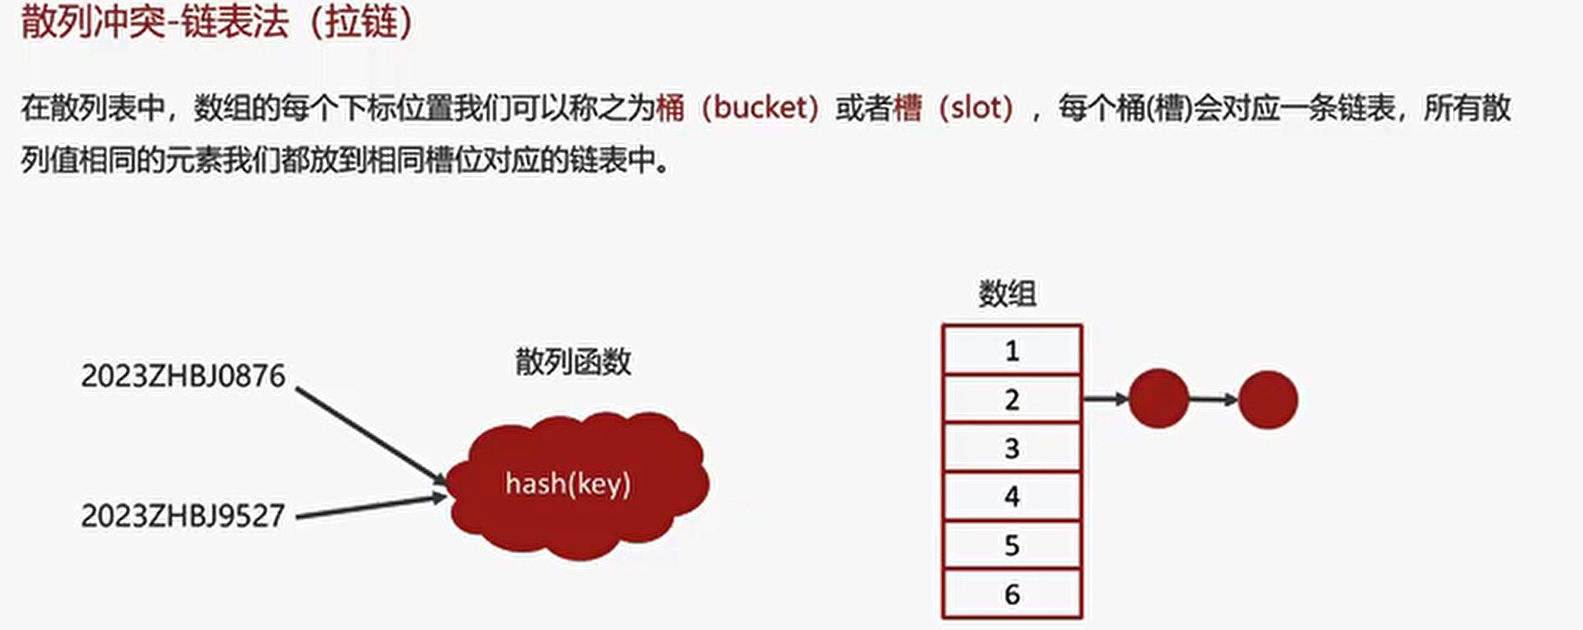 散列冲突-链表法（拉链）
在散列表中，数组的每个下标位置我们可以称之为桶（bucket）或者槽（slot），每个桶(槽)会对应一条链表，所有散
列值相同的元素我们都放到相同槽位对应的链表中。
数组
散列函数
2023ZHBJ0876
2023ZHBJ9527
hash(key)
1
2
3
4
5
6